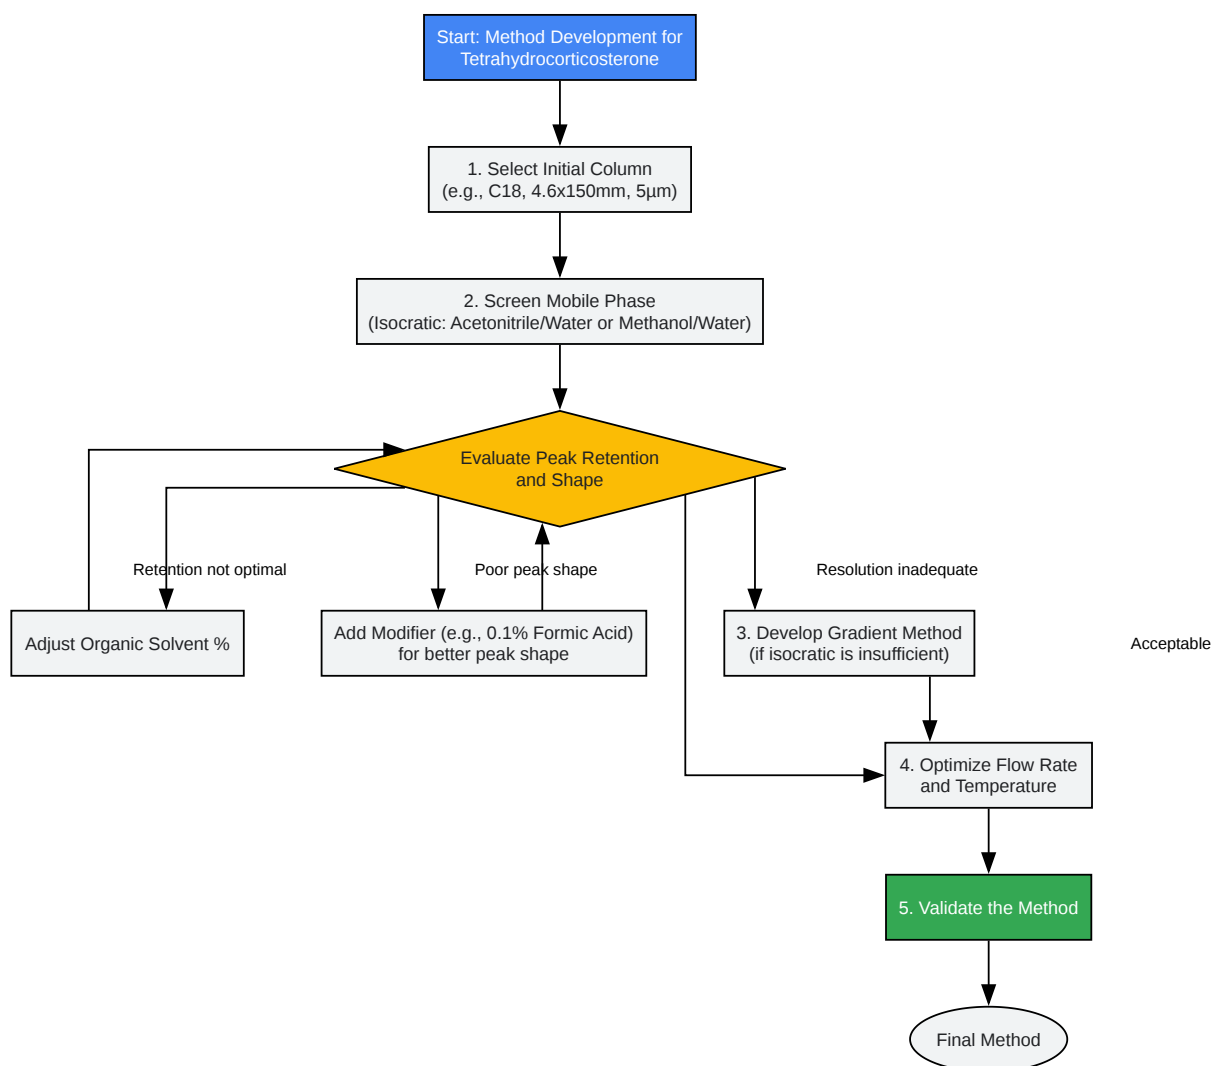 Start: Method Development for
Tetrahydrocorticosterone
1. Select Initial Column
(e.g., C18, 4.6x150mm, 5µm)
2. Screen Mobile Phase
(Isocratic: Acetonitrile/Water or Methanol/Water)
Evaluate Peak Retention
and Shape
Retention not optimal
Poor peak shape
Resolution inadequate
Adjust Organic Solvent %
Add Modifier (e.g., 0.1% Formic Acid)
for better peak shape
3. Develop Gradient Method
(if isocratic is insufficient)
Acceptable
4. Optimize Flow Rate
and Temperature
5. Validate the Method
Final Method